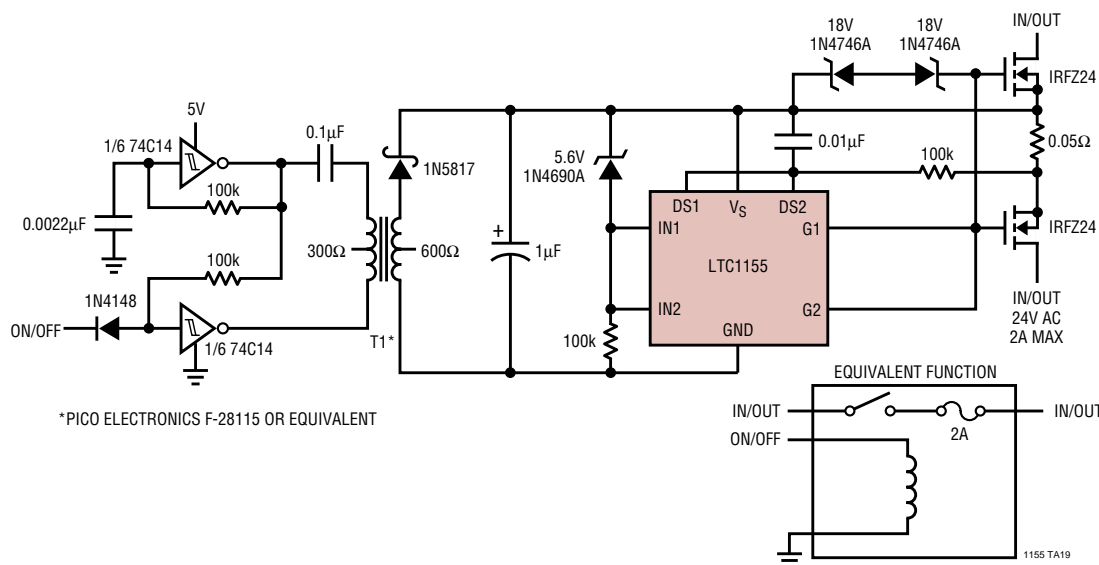 5V
1/6 74C14
100k
0.0022µF
0.1µF
100k
1N4148
ON/OFF
1/6 74C14
1N5817
300Ω
600Ω
T1*
+
1µF
5.6V
1N4690A
100k
18V
1N4746A
18V
1N4746A
0.01µF
100k
DS1
VS
DS2
IN1
G1
LTC1155
IN2
G2
GND
IN/OUT
IRFZ24
0.05Ω
IRFZ24
IN/OUT
24V AC
2A MAX
*PICO ELECTRONICS F-28115 OR EQUIVALENT
EQUIVALENT FUNCTION
IN/OUT
IN/OUT
2A
ON/OFF
1155 TA19